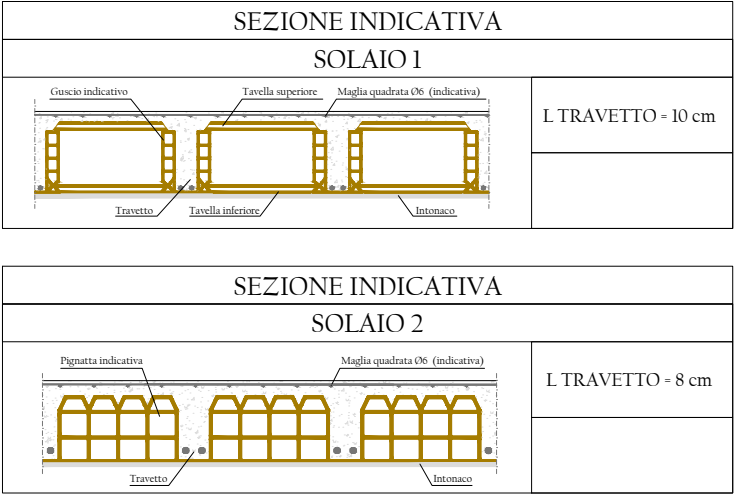 SEZIONE INDICATIVA
SOLAIO 1
Guscio indicativo
Tavella superiore
Maglia quadrata Ø6 (indicativa)
L TRAVETTO = 10 cm
Travetto
Tavella inferiore
Intonaco
SEZIONE INDICATIVA
SOLAIO 2
Pignatta indicativa
Maglia quadrata Ø6 (indicativa)
L TRAVETTO = 8 cm
Travetto
Intonaco